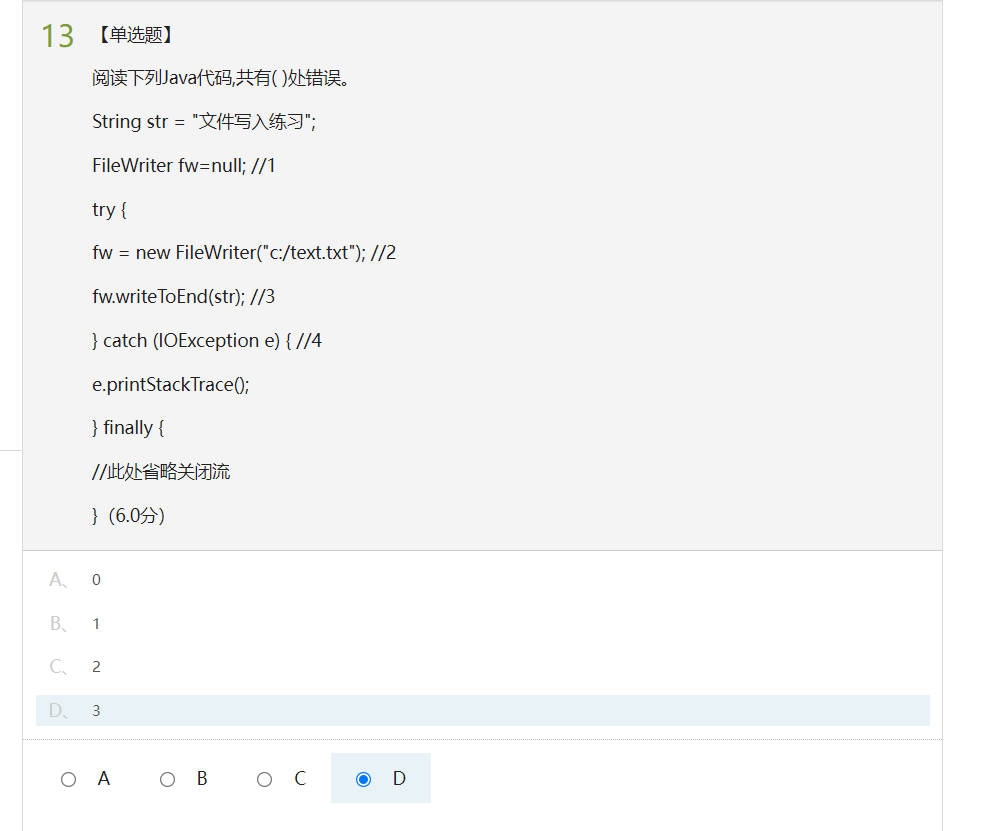 13 【单选题】
阅读下列Java代码,共有( )处错误。
String str = "文件写入练习";
FileWriter fw=null; //1
try {
fw = new FileWriter("c:/text.txt"); //2
fw.writeToEnd(str); //3
} catch (IOException e) { //4
e.printStackTrace();
} finally {
//此处省略关闭流
}（6.0分）
A、 0
B、 1
C、 2
D、 3
A B C D